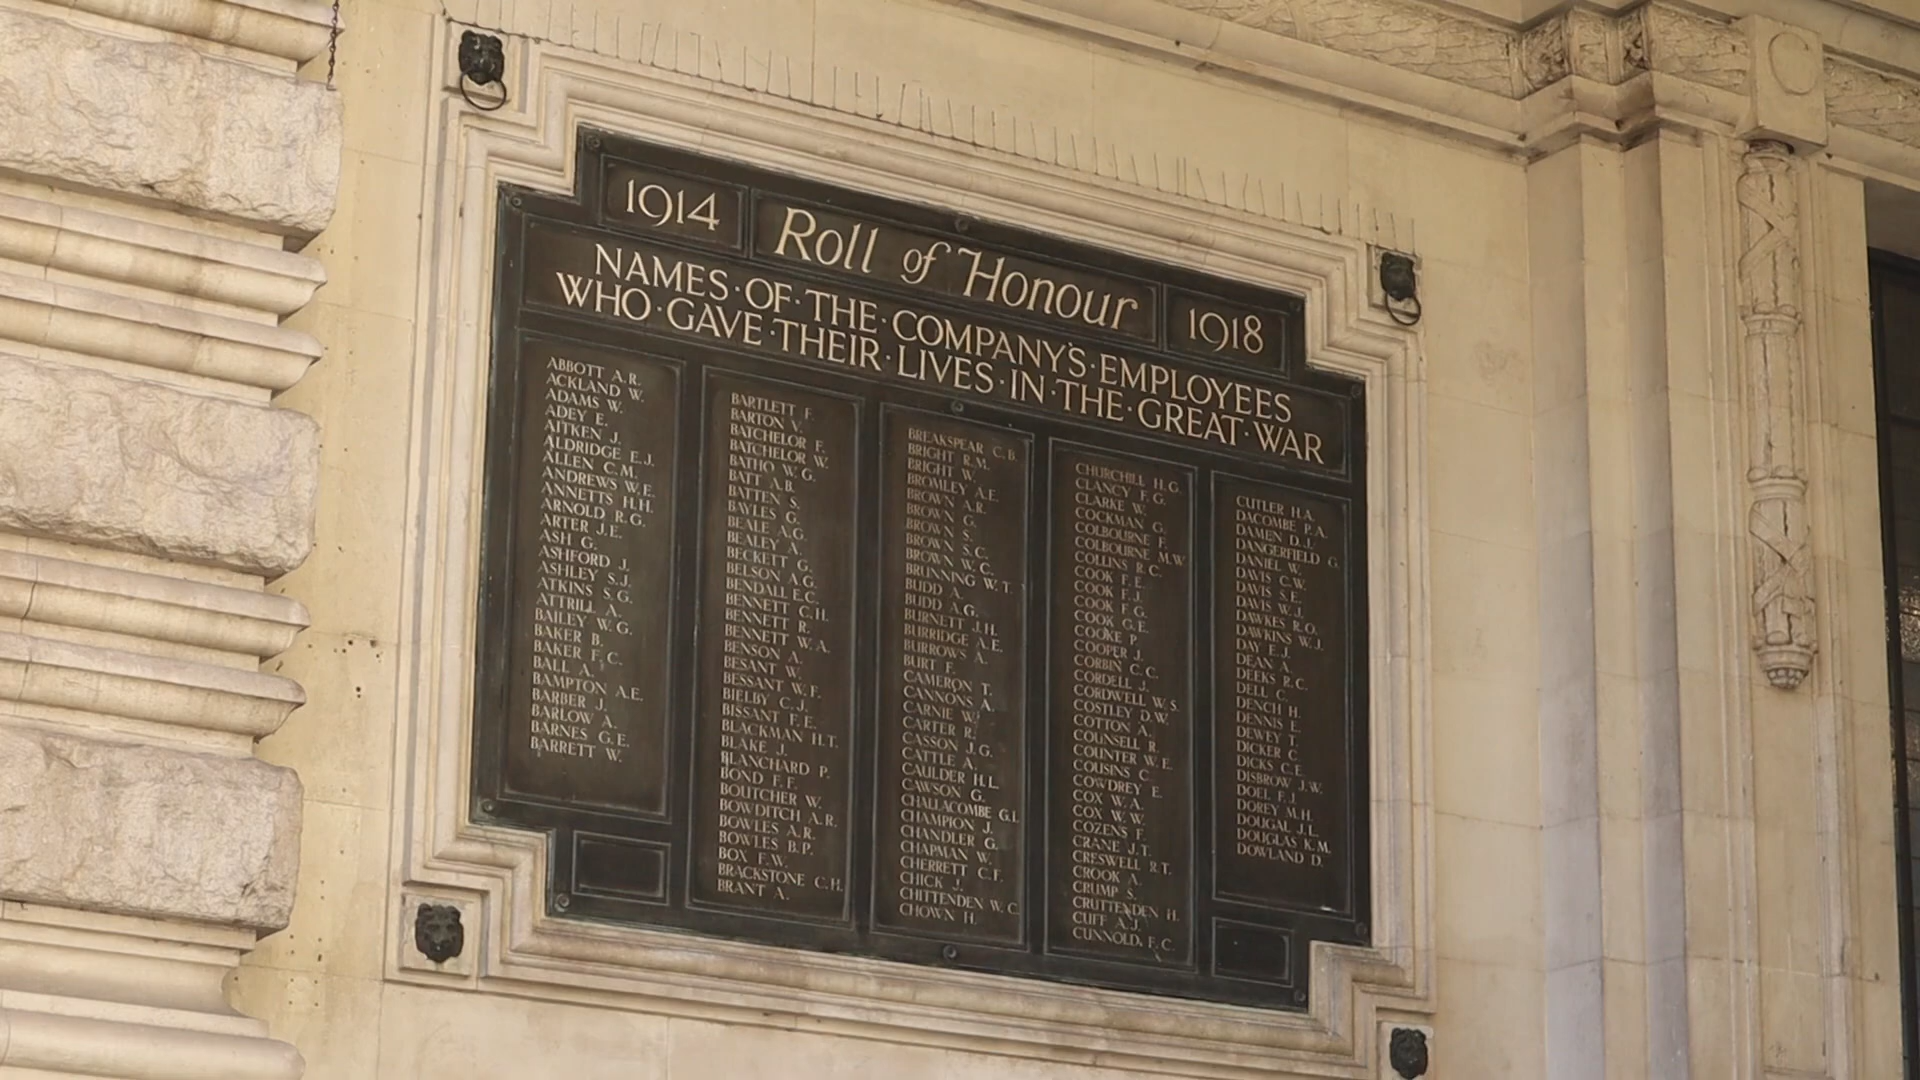 1914
Roll of Honour
1918
NAMES·OF·THE·COMPANY'S·EMPLOYEES
WHO·GAVE·THEIR·LIVES·IN·THE·GREAT·WAR
ABBOTT A.R.
ACKLAND W.
ADAMS W.
ADEY E.
AITKEN J.
ALDRIDGE E.J.
ALLEN C.M.
ANDREWS W.E.
ANNETTS H.H.
ARNOLD R.G.
ARTER J.E.
ASH G.
ASHFORD J.
ASHLEY S.J.
ATKINS S.G.
ATTRILL A.
BAILEY W.G.
BAKER B.
BAKER F.C.
BALL A.
BAMPTON A.E.
BARBER J.
BARLOW A.
BARNES G.E.
BARRETT W.
BARTLETT F.
BARTON V.
BATCHELOR F.
BATCHELOR W.
BATHO W.G.
BATT A.B.
BATTEN S.
BAYLES G.
BEALE A.G.
BEALEY A.
BECKETT G.
BELSON A.G.
BENDALL E.C.
BENNETT C.H.
BENNETT R.
BENNETT W.A.
BENSON A.
BESANT W.
BESSANT W.F.
BIELBY C.J.
BISSANT F.E.
BLACKMAN H.T.
BLAKE J.
BLANCHARD P.
BOND F.F.
BOUTCHER W.
BOWDITCH A.R.
BOWLES A.R.
BOWLES B.P.
BOX F.W.
BRACKSTONE C.H.
BRANT A.
BREAKSPEAR C.B.
BRIGHT R.M.
BRIGHT W.
BROMLEY A.E.
BROWN A.R.
BROWN G.
BROWN S.
BROWN S.C.
BROWN W.C.
BRUNNING W.T.
BUDD A.
BUDD A.G.
BURNETT J.H.
BURRIDGE A.E.
BURROWS A.
BURT F.
CAMERON T.
CANNONS A.
CARNIE W.
CARTER R.
CASSON J.G.
CATTLE A.
CAULDER H.L.
CAWSON G.
CHALLACOMBE G.I.
CHAMPION J.
CHANDLER G.
CHAPMAN W.
CHERRETT C.F.
CHICK J.
CHITTENDEN W.C.
CHOWN H.
CHURCHILL H.G.
CLANCY F.G.
CLARKE W.
COCKMAN G.
COLBOURNE F.
COLBOURNE M.W.
COLLINS R.C.
COOK F.E.
COOK F.J.
COOK F.G.
COOK G.E.
COOKE P.
COOPER J.
CORBIN C.C.
CORDELL J.
CORDWELL W.S.
COSTLEY D.W.
COTTON A.
COUNSELL R.
COUNTER W.E.
COUSINS C.
COWDREY E.
COX W.A.
COX W.W.
COZENS F.
CRANE J.T.
CRESWELL R.T.
CROOK A.
CRUMP S.
CRUTTENDEN H.
CUFF A.J.
CUNNOLD, F.C.
CUTLER H.A.
DACOMBE P.A.
DAMEN D.J.
DANGERFIELD G.
DANIEL W.
DAVIS C.W.
DAVIS S.E.
DAVIS W.J.
DAWKES R.O.
DAWKINS W.J.
DAY E.J.
DEAN A.
DEEKS R.C.
DELL C.
DENCH H.
DENNIS L.
DEWEY T.
DICKER C.
DICKS C.E.
DISBROW J.W.
DOEL F.J.
DOREY M.H.
DOUGAL J.L.
DOUGLAS K.M.
DOWLAND D.